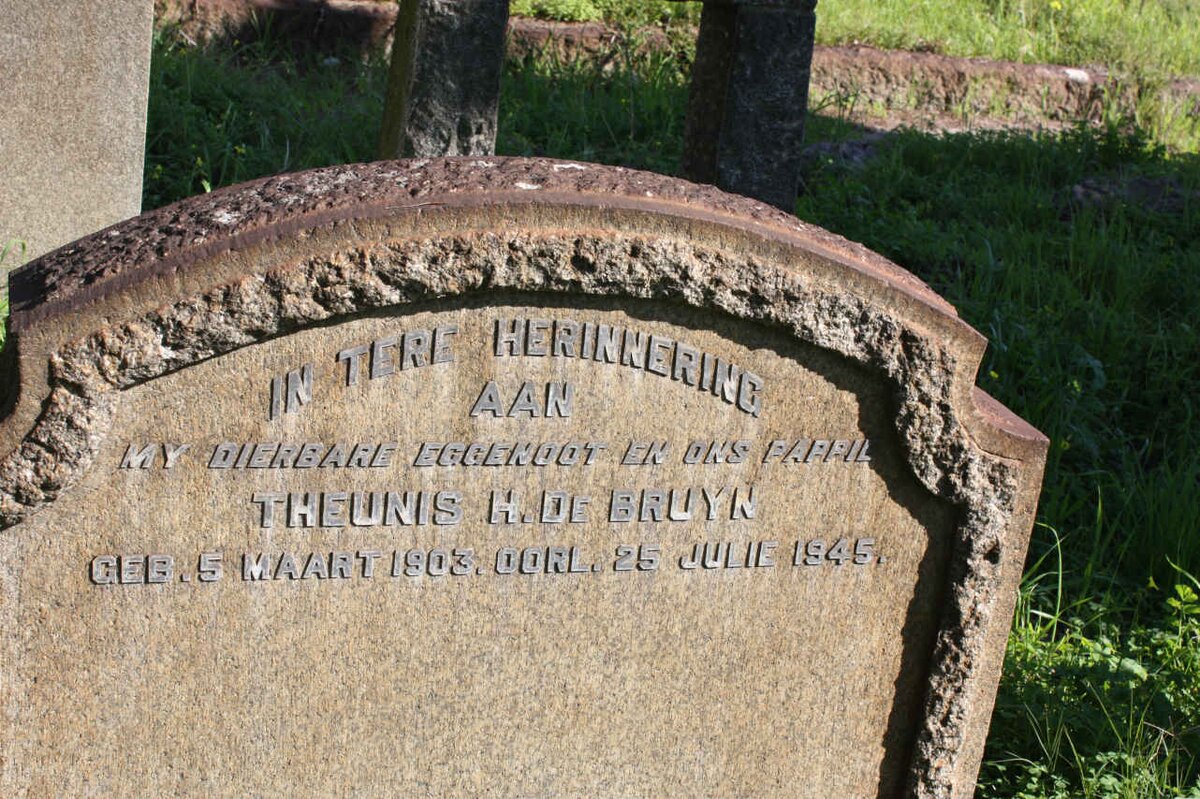 IN TERE HERINNERING
AAN
MY DIERBARE EGGENOOT EN ONS PAPPIE
THEUNIS H. DE BRUYN
GEB. 5 MAART 1903. OORL. 25 JULIE 1945.